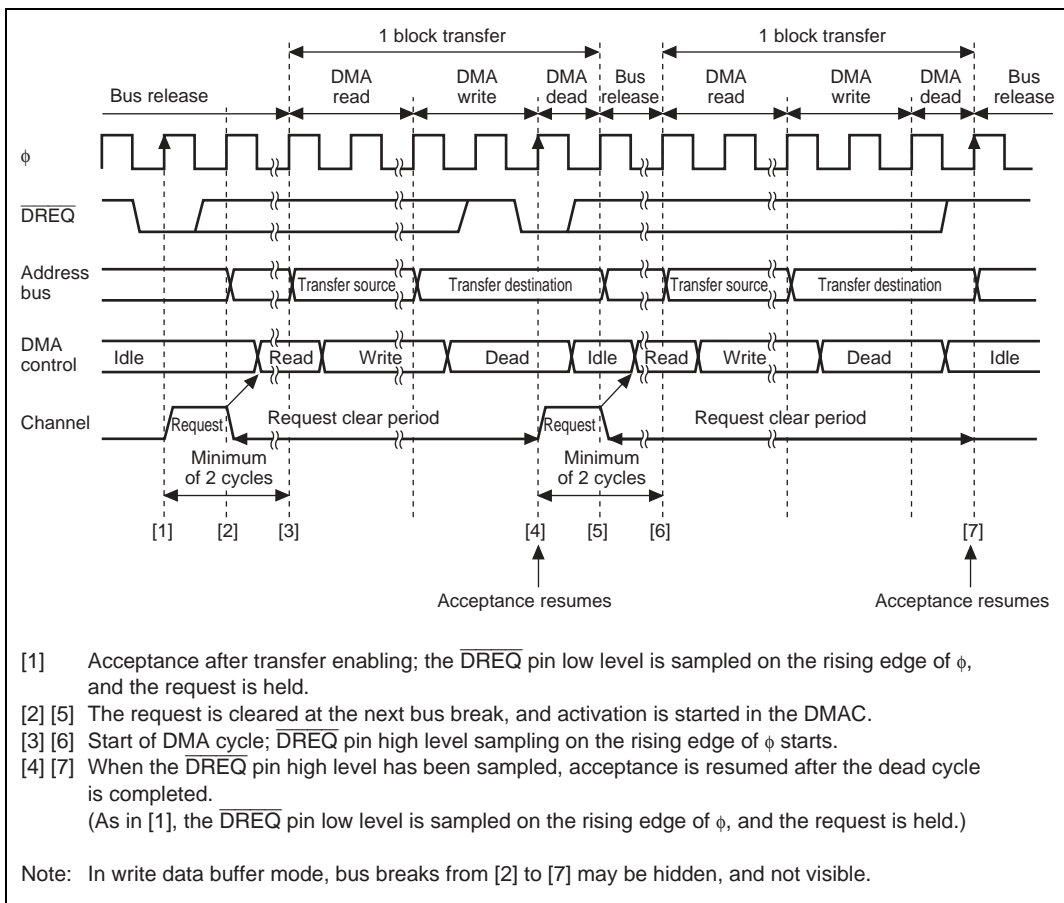 1 block transfer 1 block transfer
DMA DMA DMA Bus DMA DMA DMA Bus
Bus release read write dead release read write dead release
φ
DREQ
Address
bus Transfer source Transfer destination Transfer source Transfer destination
DMA
control Idle Read Write Dead Idle Read Write Dead Idle
Channel Request Request clear period Request Request clear period
Minimum Minimum
of 2 cycles of 2 cycles
[1] [2] [3] [4] [5] [6] [7]
Acceptance resumes Acceptance resumes
[1] Acceptance after transfer enabling; the DREQ pin low level is sampled on the rising edge of φ,
and the request is held.
[2] [5] The request is cleared at the next bus break, and activation is started in the DMAC.
[3] [6] Start of DMA cycle; DREQ pin high level sampling on the rising edge of φ starts.
[4] [7] When the DREQ pin high level has been sampled, acceptance is resumed after the dead cycle
is completed.
(As in [1], the DREQ pin low level is sampled on the rising edge of φ, and the request is held.)
Note: In write data buffer mode, bus breaks from [2] to [7] may be hidden, and not visible.